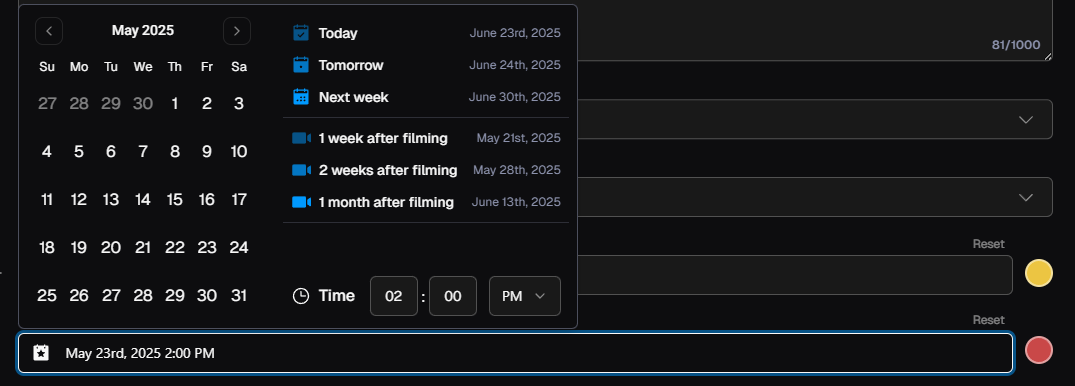 May 2025
Su Mo Tu We Th Fr Sa
27 28 29 30 1 2 3
4 5 6 7 8 9 10
11 12 13 14 15 16 17
18 19 20 21 22 23 24
25 26 27 28 29 30 31
Today June 23rd, 2025
Tomorrow June 24th, 2025
Next week June 30th, 2025
1 week after filming May 21st, 2025
2 weeks after filming May 28th, 2025
1 month after filming June 13th, 2025
Time 02 : 00 PM
81/1000
Reset
Reset
May 23rd, 2025 2:00 PM